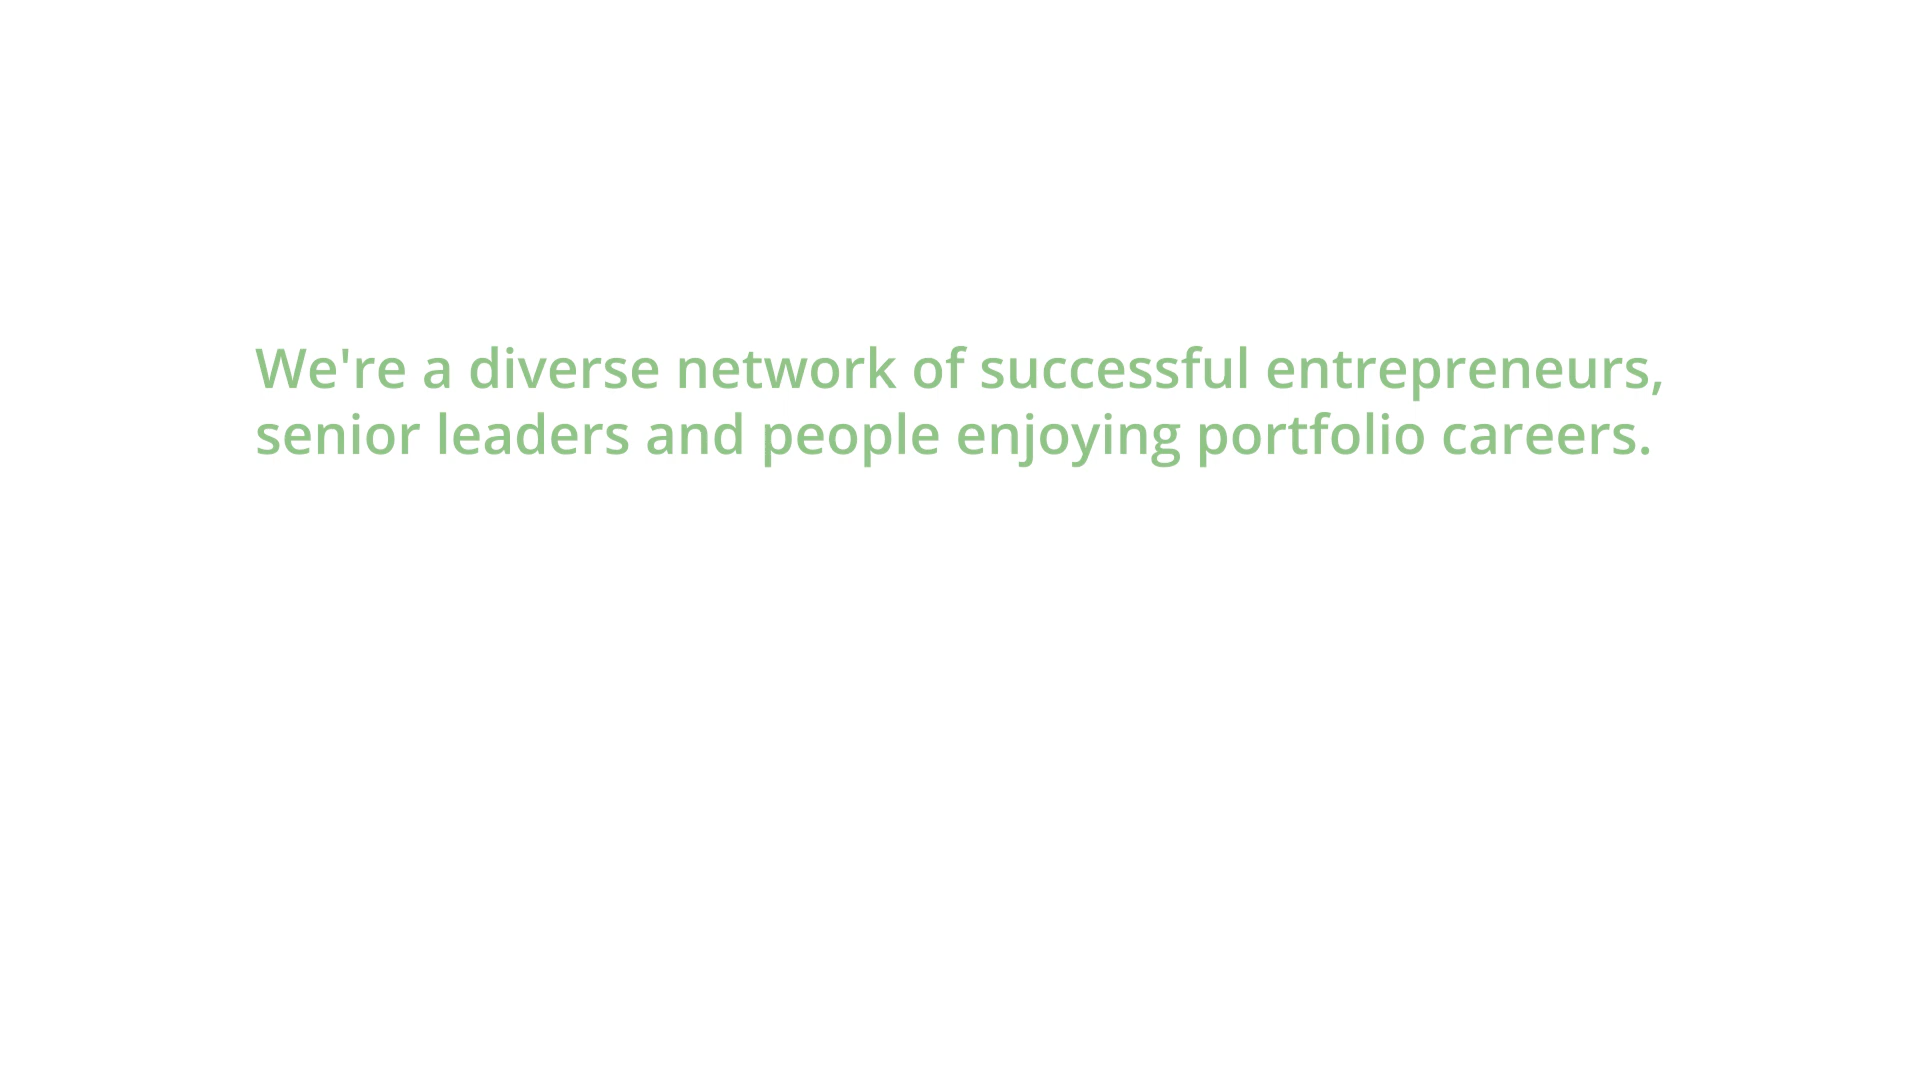 We're a diverse network of successful entrepreneurs,
senior leaders and people enjoying portfolio careers.